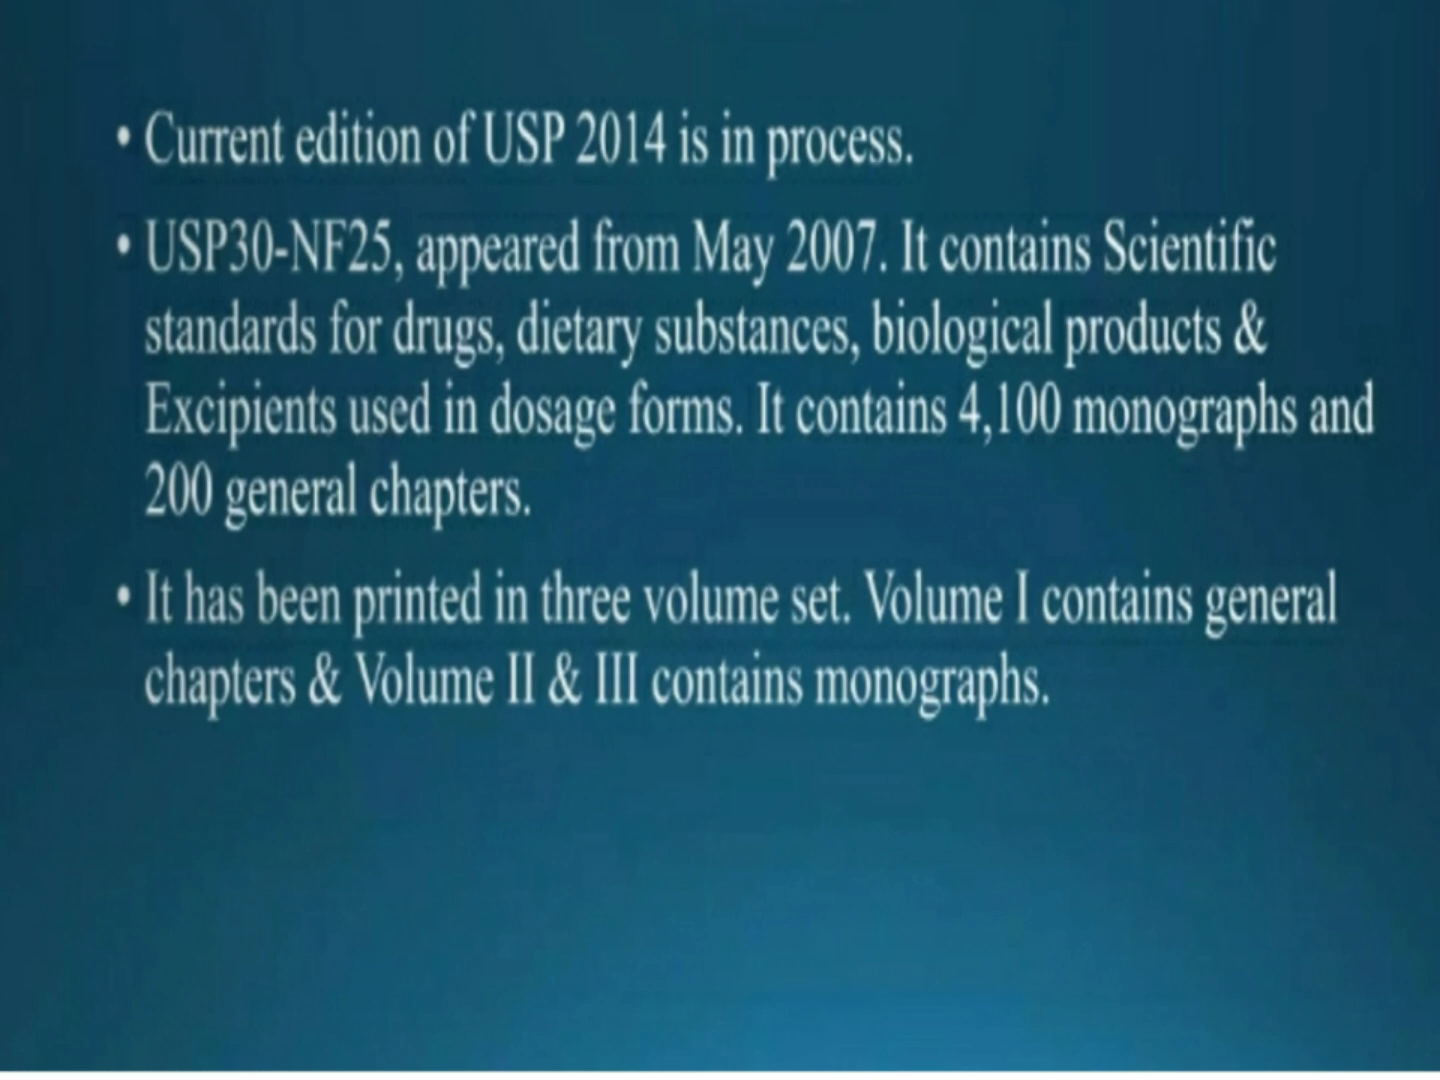 • Current edition of USP 2014 is in process.
• USP30-NF25, appeared from May 2007. It contains Scientific
standards for drugs, dietary substances, biological products &
Excipients used in dosage forms. It contains 4,100 monographs and
200 general chapters.
• It has been printed in three volume set. Volume I contains general
chapters & Volume II & III contains monographs.